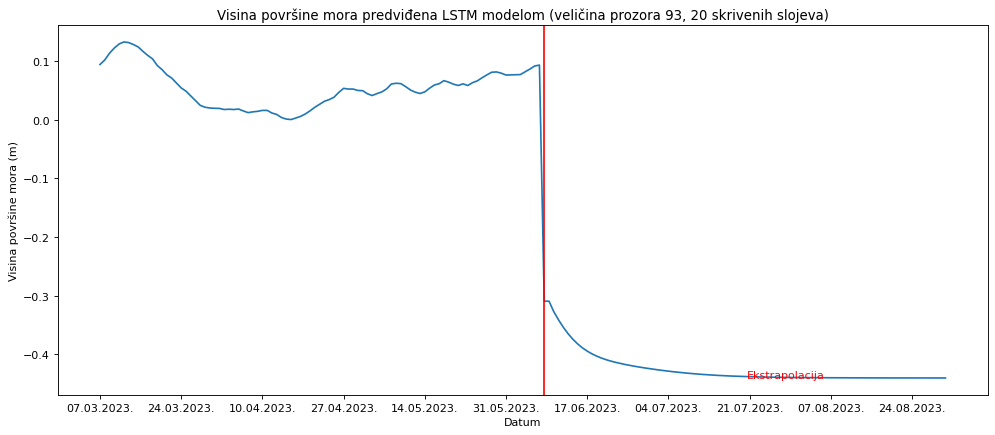 Visina površine mora predviđena LSTM modelom (veličina prozora 93, 20 skrivenih slojeva)
Visina površine mora (m)
0.1
0.0
−0.1
−0.2
−0.3
−0.4
Ekstrapolacija
07.03.2023. 24.03.2023. 10.04.2023. 27.04.2023. 14.05.2023. 31.05.2023. 17.06.2023. 04.07.2023. 21.07.2023. 07.08.2023. 24.08.2023.
Datum